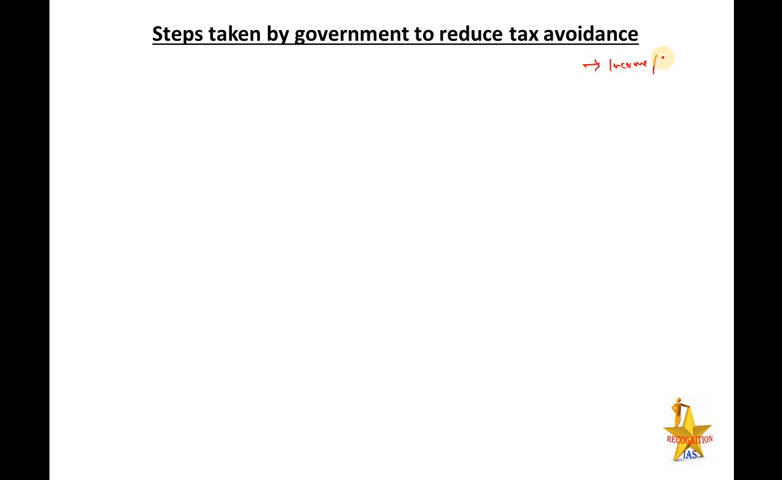 Steps taken by government to reduce tax avoidance
→ Income /
RECOGNITION
IAS